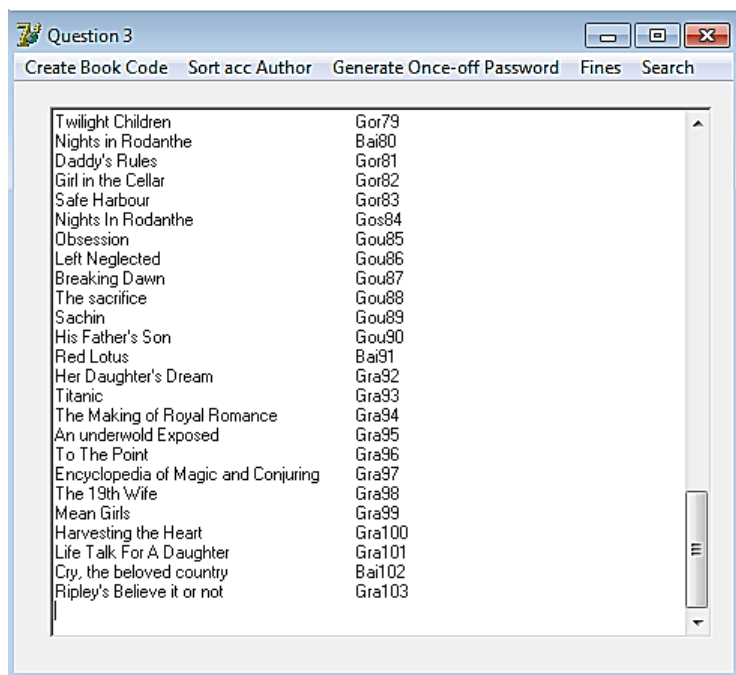 Question 3
Create Book Code Sort acc Author Generate Once-off Password Fines Search
Twilight Children Gor79
Nights in Rodanthe Bai80
Daddy's Rules Gor81
Girl in the Cellar Gor82
Safe Harbour Gor83
Nights In Rodanthe Gos84
Obsession Gou85
Left Neglected Gou86
Breaking Dawn Gou87
The sacrifice Gou88
Sachin Gou89
His Father's Son Gou90
Red Lotus Bai91
Her Daughter's Dream Gra92
Titanic Gra93
The Making of Royal Romance Gra94
An underwold Exposed Gra95
To The Point Gra96
Encyclopedia of Magic and Conjuring Gra97
The 19th Wife Gra98
Mean Girls Gra99
Harvesting the Heart Gra100
Life Talk For A Daughter Gra101
Cry, the beloved country Bai102
Ripley's Believe it or not Gra103